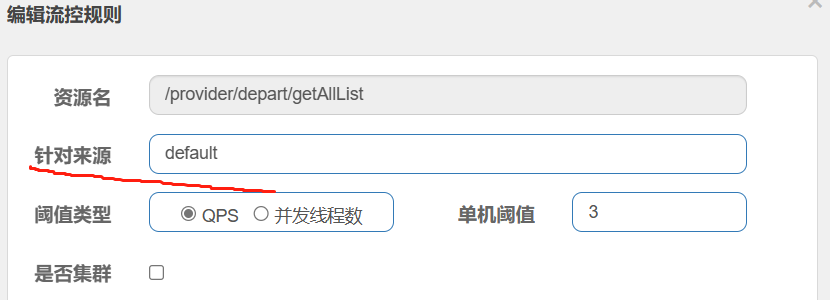 编辑流控规则
资源名 /provider/depart/getAllList
针对来源 default
阈值类型 QPS 并发线程数 单机阈值 3
是否集群